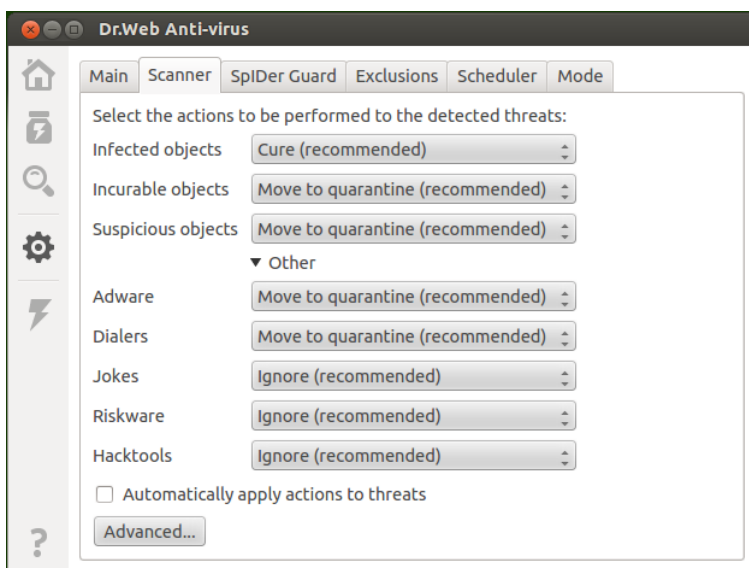 Dr.Web Anti-virus
Main Scanner SpIDer Guard Exclusions Scheduler Mode
Select the actions to be performed to the detected threats:
Infected objects Cure (recommended)
Incurable objects Move to quarantine (recommended)
Suspicious objects Move to quarantine (recommended)
Other
Adware Move to quarantine (recommended)
Dialers Move to quarantine (recommended)
Jokes Ignore (recommended)
Riskware Ignore (recommended)
Hacktools Ignore (recommended)
Automatically apply actions to threats
Advanced...
?